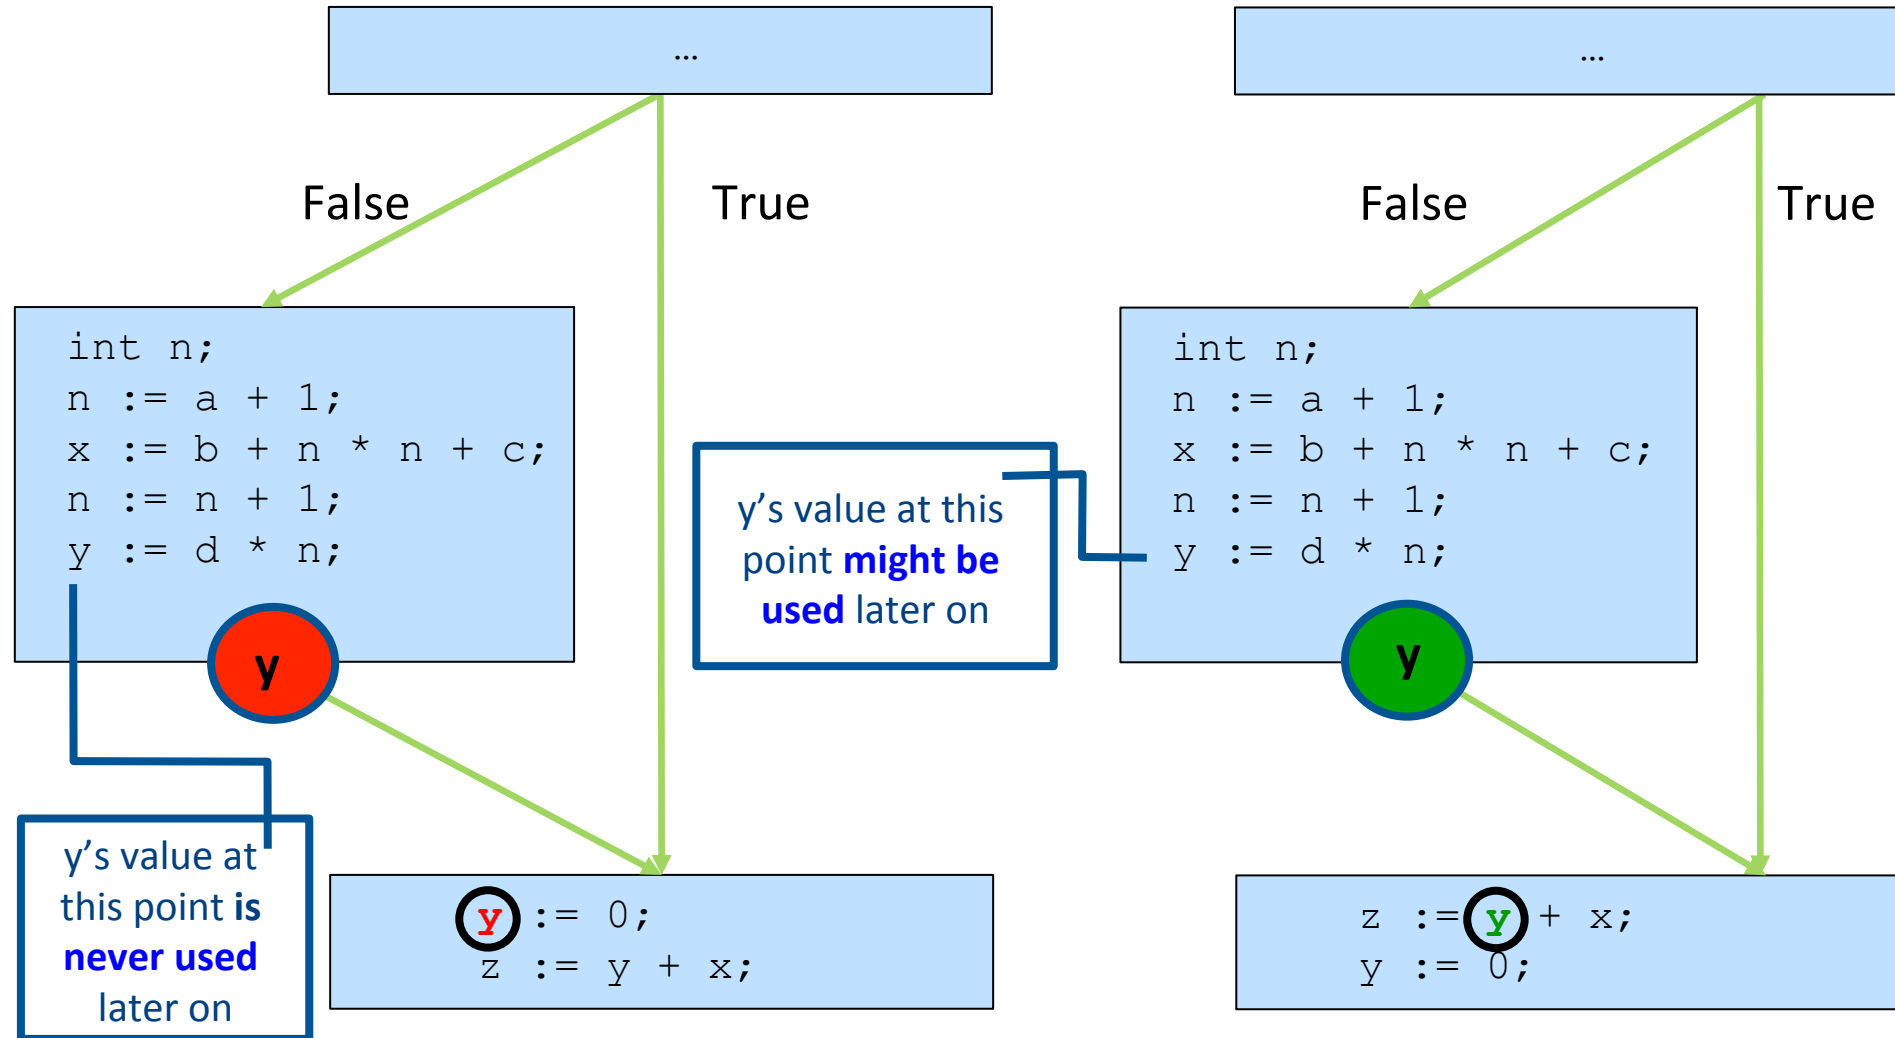 …
False
True
int n;
n := a + 1;
x := b + n * n + c;
n := n + 1;
y := d * n;
y
y's value at
this point is
never used
later on
y := 0;
z := y + x;
…
False
True
y’s value at this
point might be
used later on
int n;
n := a + 1;
x := b + n * n + c;
n := n + 1;
y := d * n;
y
z := y + x;
y := 0;